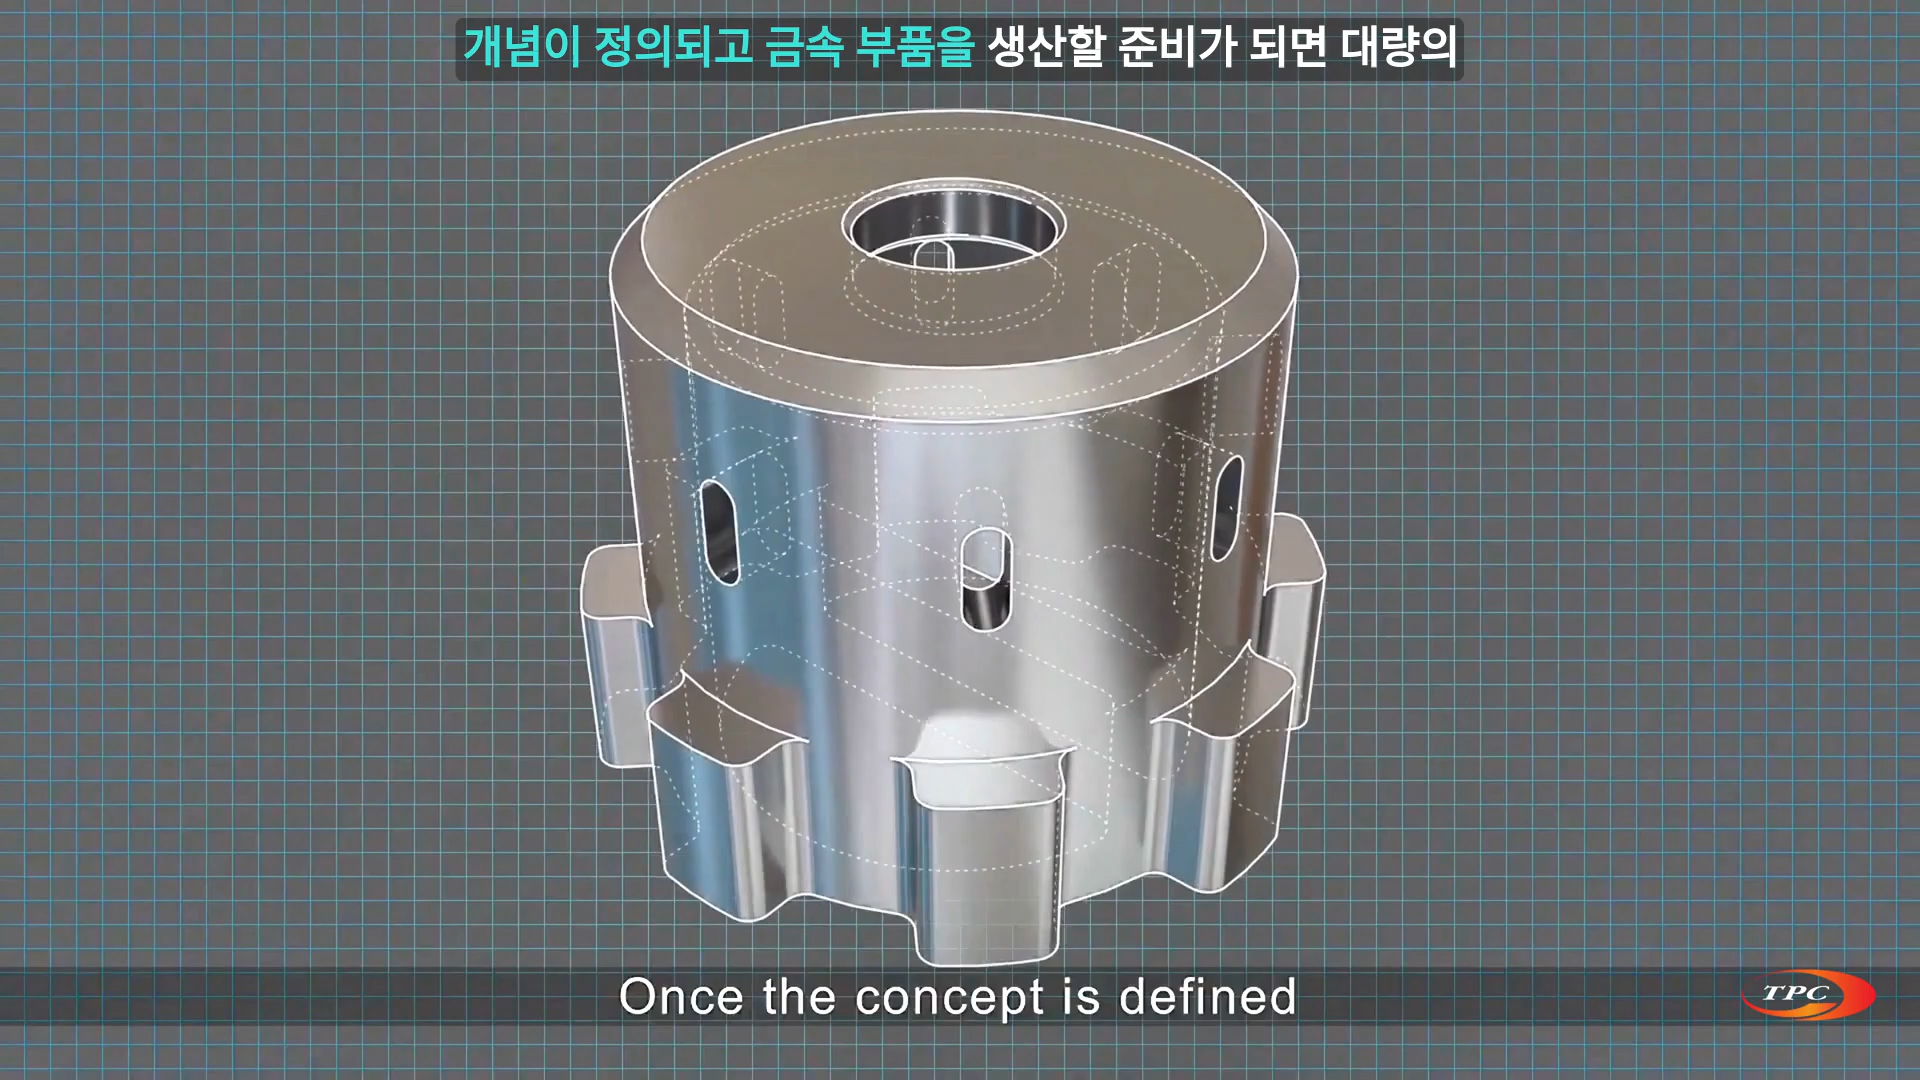 개념이 정의되고 금속 부품을 생산할 준비가 되면 대량의
Once the concept is defined
TPC